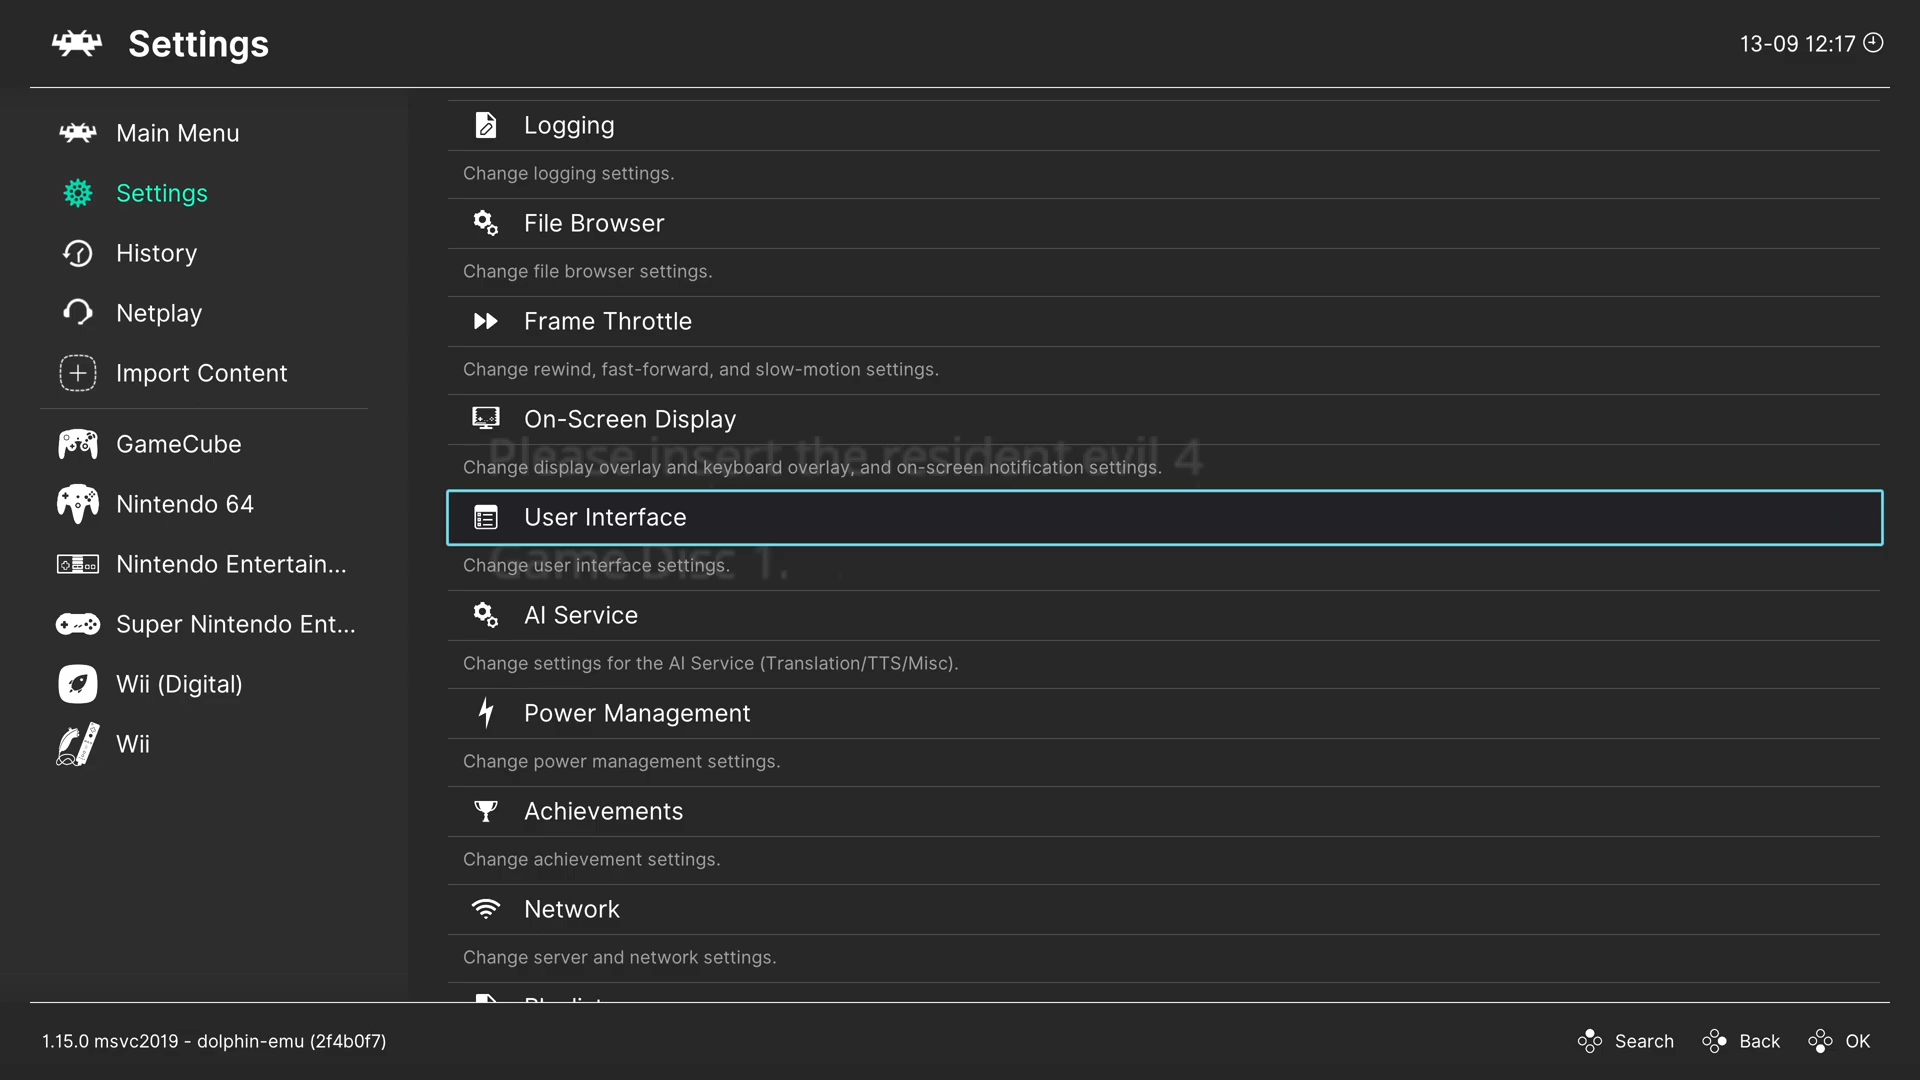 Settings
13-09 12:17
Main Menu
Settings
History
Netplay
Import Content
GameCube
Nintendo 64
Nintendo Entertain...
Super Nintendo Ent...
Wii (Digital)
Wii
Logging
Change logging settings.
File Browser
Change file browser settings.
Frame Throttle
Change rewind, fast-forward, and slow-motion settings.
On-Screen Display
Please insert the resident evil 4
Change display overlay and keyboard overlay, and on-screen notification settings.
User Interface
Game Disc 1.
Change user interface settings.
AI Service
Change settings for the AI Service (Translation/TTS/Misc).
Power Management
Change power management settings.
Achievements
Change achievement settings.
Network
Change server and network settings.
1.15.0 msvc2019 - dolphin-emu (2f4b0f7)
Search
Back
OK